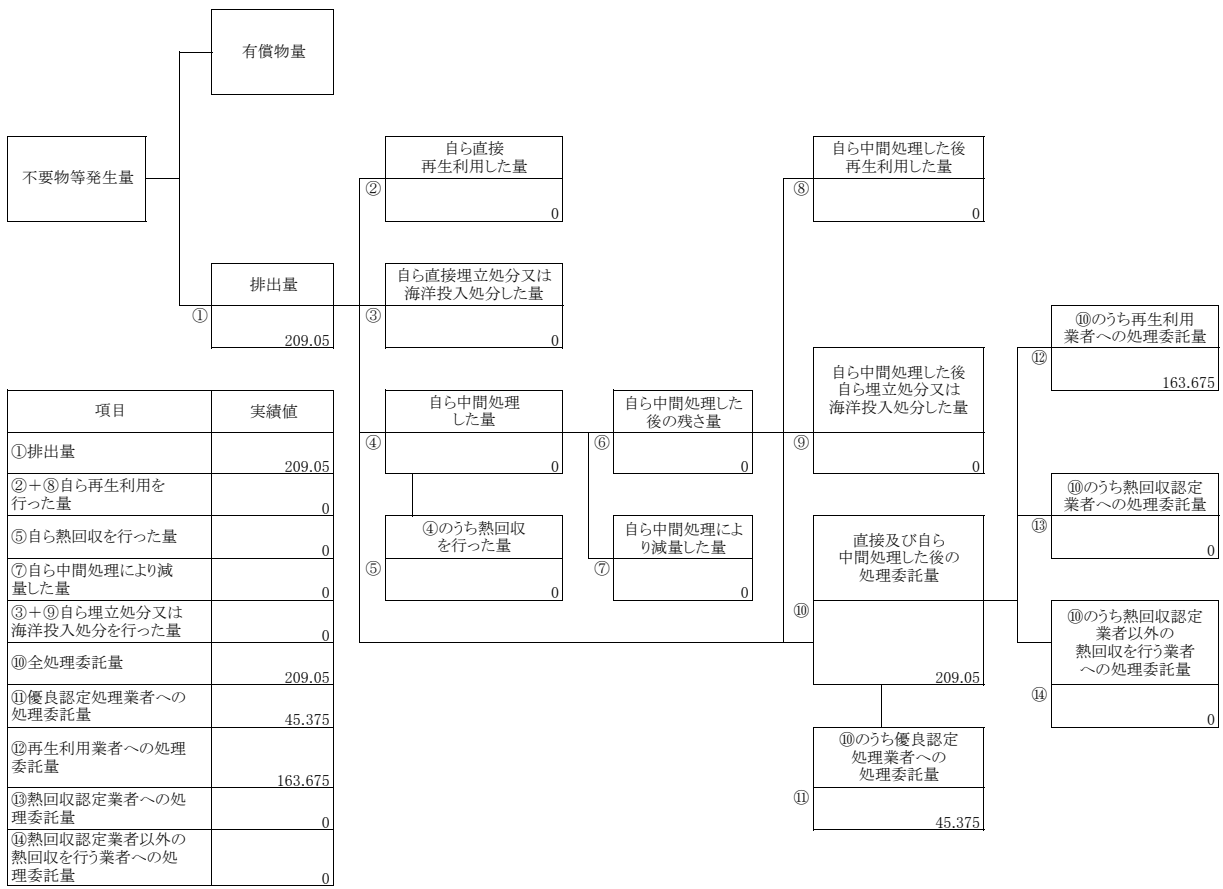 有償物量
不要物等発生量
自ら直接
再生利用した量
②
0
自ら中間処理した後
再生利用した量
⑧
0
排出量
①
209.05
自ら直接埋立処分又は
海洋投入処分した量
③
0
⑩のうち再生利用
業者への処理委託量
⑫
163.675
自ら中間処理
した量
④
0
自ら中間処理した
後の残さ量
⑥
0
自ら中間処理した後
自ら埋立処分又は
海洋投入処分した量
⑨
0
⑩のうち熱回収認定
業者への処理委託量
⑬
0
④のうち熱回収
を行った量
⑤
0
自ら中間処理によ
り減量した量
⑦
0
直接及び自ら
中間処理した後の
処理委託量
⑩
209.05
⑩のうち熱回収認定
業者以外の
熱回収を行う業者
への処理委託量
⑭
0
⑩のうち優良認定
処理業者への
処理委託量
⑪
45.375
項目
実績値
①排出量
209.05
②＋⑧自ら再生利用を
行った量
0
⑤自ら熱回収を行った量
0
⑦自ら中間処理により減
量した量
0
③＋⑨自ら埋立処分又は
海洋投入処分を行った量
0
⑩全処理委託量
209.05
⑪優良認定処理業者への
処理委託量
45.375
⑫再生利用業者への処理
委託量
163.675
⑬熱回収認定業者への処
理委託量
0
⑭熱回収認定業者以外の
熱回収を行う業者への処
理委託量
0